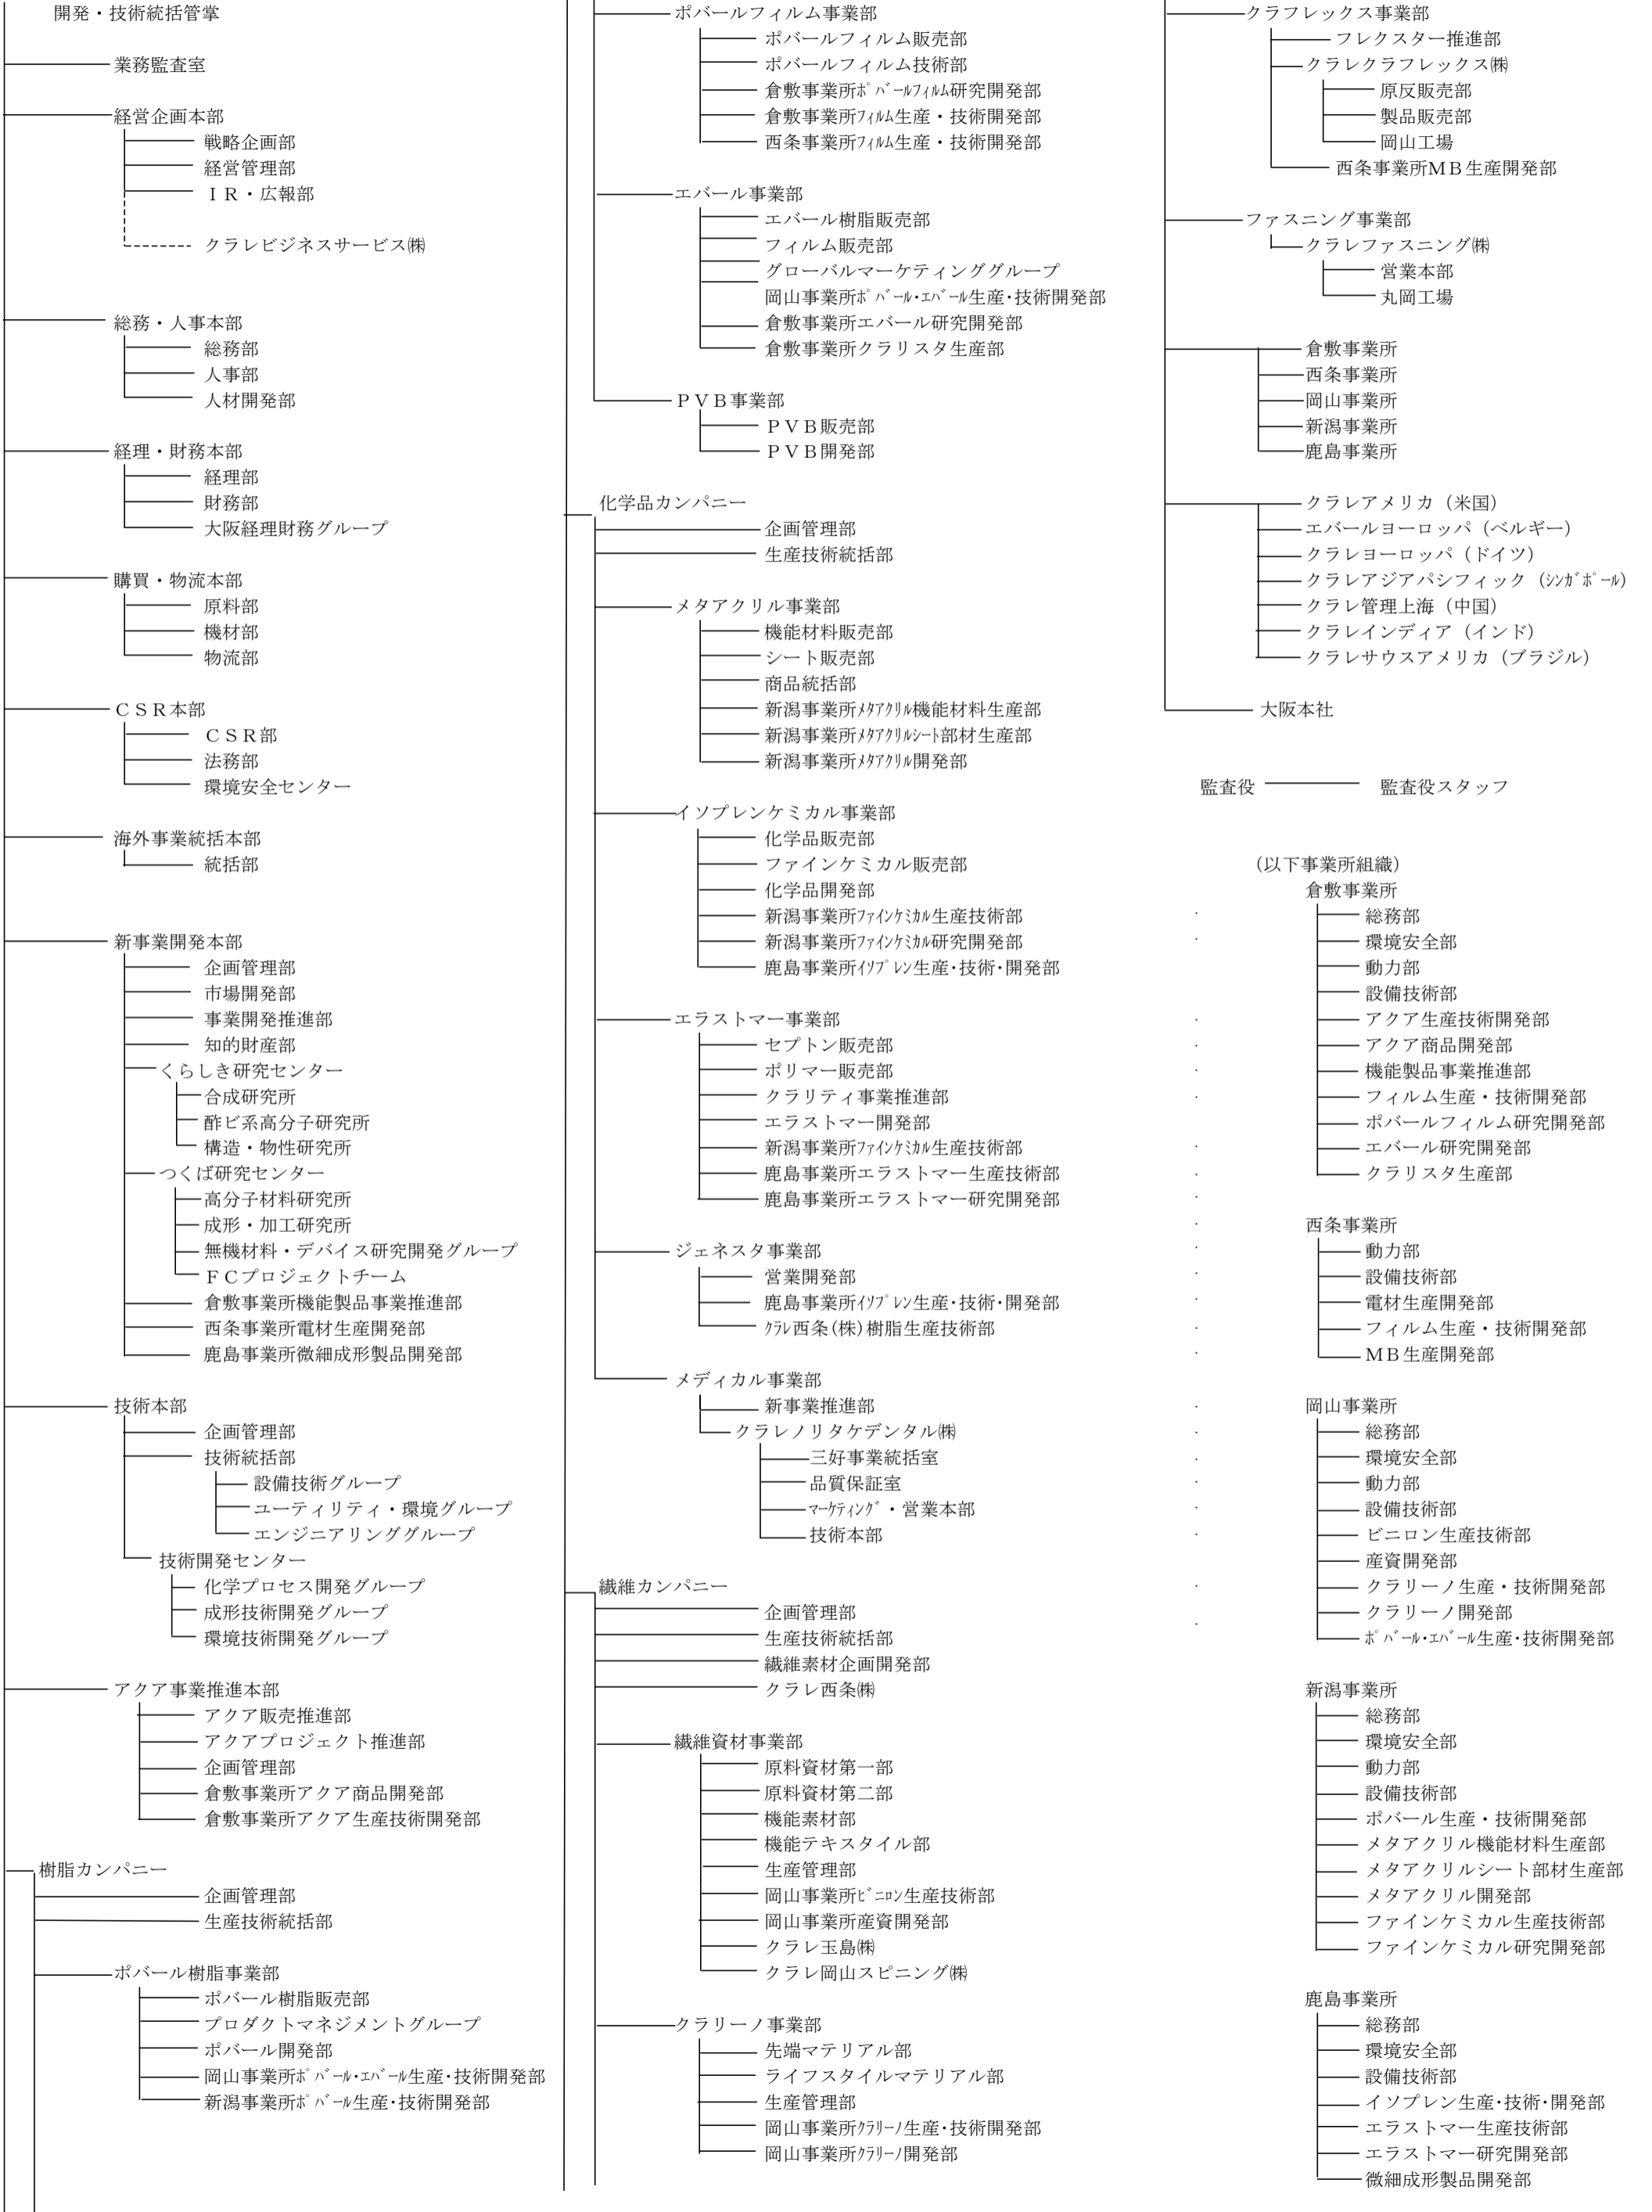 開発・技術統括管掌
業務監査室
経営企画本部
戦略企画部
経営管理部
ＩＲ・広報部
クラレビジネスサービス㈱
総務・人事本部
総務部
人事部
人材開発部
経理・財務本部
経理部
財務部
大阪経理財務グループ
購買・物流本部
原料部
機材部
物流部
ＣＳＲ本部
ＣＳＲ部
法務部
環境安全センター
海外事業統括本部
統括部
新事業開発本部
企画管理部
市場開発部
事業開発推進部
知的財産部
くらしき研究センター
合成研究所
酢ビ系高分子研究所
構造・物性研究所
つくば研究センター
高分子材料研究所
成形・加工研究所
無機材料・デバイス研究開発グループ
ＦＣプロジェクトチーム
倉敷事業所機能製品事業推進部
西条事業所電材生産開発部
鹿島事業所微細成形製品開発部
技術本部
企画管理部
技術統括部
設備技術グループ
ユーティリティ・環境グループ
エンジニアリンググループ
技術開発センター
化学プロセス開発グループ
成形技術開発グループ
環境技術開発グループ
アクア事業推進本部
アクア販売推進部
アクアプロジェクト推進部
企画管理部
倉敷事業所アクア商品開発部
倉敷事業所アクア生産技術開発部
樹脂カンパニー
企画管理部
生産技術統括部
ポバール樹脂事業部
ポバール樹脂販売部
プロダクトマネジメントグループ
ポバール開発部
岡山事業所ﾎﾟﾊﾞｰﾙ･ｴﾊﾞｰﾙ生産･技術開発部
新潟事業所ﾎﾟﾊﾞｰﾙ生産･技術開発部
ポバールフィルム事業部
ポバールフィルム販売部
ポバールフィルム技術部
倉敷事業所ﾎﾟﾊﾞｰﾙﾌｨﾙﾑ研究開発部
倉敷事業所ﾌｨﾙﾑ生産・技術開発部
西条事業所ﾌｨﾙﾑ生産・技術開発部
エバール事業部
エバール樹脂販売部
フィルム販売部
グローバルマーケティンググループ
岡山事業所ﾎﾟﾊﾞｰﾙ･ｴﾊﾞｰﾙ生産･技術開発部
倉敷事業所エバール研究開発部
倉敷事業所クラリスタ生産部
ＰＶＢ事業部
ＰＶＢ販売部
ＰＶＢ開発部
化学品カンパニー
企画管理部
生産技術統括部
メタアクリル事業部
機能材料販売部
シート販売部
商品統括部
新潟事業所ﾒﾀｱｸﾘﾙ機能材料生産部
新潟事業所ﾒﾀｱｸﾘﾙｼｰﾄ部材生産部
新潟事業所ﾒﾀｱｸﾘﾙ開発部
イソプレンケミカル事業部
化学品販売部
ファインケミカル販売部
化学品開発部
新潟事業所ﾌｧｲﾝｹﾐｶﾙ生産技術部
新潟事業所ﾌｧｲﾝｹﾐｶﾙ研究開発部
鹿島事業所ｲｿﾌﾟﾚﾝ生産･技術･開発部
エラストマー事業部
セプトン販売部
ポリマー販売部
クラリティ事業推進部
エラストマー開発部
新潟事業所ﾌｧｲﾝｹﾐｶﾙ生産技術部
鹿島事業所エラストマー生産技術部
鹿島事業所エラストマー研究開発部
ジェネスタ事業部
営業開発部
鹿島事業所ｲｿﾌﾟﾚﾝ生産･技術･開発部
ｸﾗﾚ西条(株)樹脂生産技術部
メディカル事業部
新事業推進部
クラレノリタケデンタル㈱
三好事業統括室
品質保証室
ﾏｰｹﾃｨﾝｸﾞ・営業本部
技術本部
繊維カンパニー
企画管理部
生産技術統括部
繊維素材企画開発部
クラレ西条㈱
繊維資材事業部
原料資材第一部
原料資材第二部
機能素材部
機能テキスタイル部
生産管理部
岡山事業所ﾋﾞﾆﾛﾝ生産技術部
岡山事業所産資開発部
クラレ玉島㈱
クラレ岡山スピニング㈱
クラリーノ事業部
先端マテリアル部
ライフスタイルマテリアル部
生産管理部
岡山事業所ｸﾗﾘｰﾉ生産･技術開発部
岡山事業所ｸﾗﾘｰﾉ開発部
クラフレックス事業部
フレクスター推進部
クラレクラフレックス㈱
原反販売部
製品販売部
岡山工場
西条事業所ＭＢ生産開発部
ファスニング事業部
クラレファスニング㈱
営業本部
丸岡工場
倉敷事業所
西条事業所
岡山事業所
新潟事業所
鹿島事業所
クラレアメリカ（米国）
エバールヨーロッパ（ベルギー）
クラレヨーロッパ（ドイツ）
クラレアジアパシフィック（ｼﾝｶﾞﾎﾟｰﾙ）
クラレ管理上海（中国）
クラレインディア（インド）
クラレサウスアメリカ（ブラジル）
大阪本社
監査役 監査役スタッフ
（以下事業所組織）
倉敷事業所
総務部
環境安全部
動力部
設備技術部
アクア生産技術開発部
アクア商品開発部
機能製品事業推進部
フィルム生産・技術開発部
ポバールフィルム研究開発部
エバール研究開発部
クラリスタ生産部
西条事業所
動力部
設備技術部
電材生産開発部
フィルム生産・技術開発部
ＭＢ生産開発部
岡山事業所
総務部
環境安全部
動力部
設備技術部
ビニロン生産技術部
産資開発部
クラリーノ生産・技術開発部
クラリーノ開発部
ﾎﾟﾊﾞｰﾙ･ｴﾊﾞｰﾙ生産･技術開発部
新潟事業所
総務部
環境安全部
動力部
設備技術部
ポバール生産・技術開発部
メタアクリル機能材料生産部
メタアクリルシート部材生産部
メタアクリル開発部
ファインケミカル生産技術部
ファインケミカル研究開発部
鹿島事業所
総務部
環境安全部
設備技術部
イソプレン生産･技術･開発部
エラストマー生産技術部
エラストマー研究開発部
微細成形製品開発部